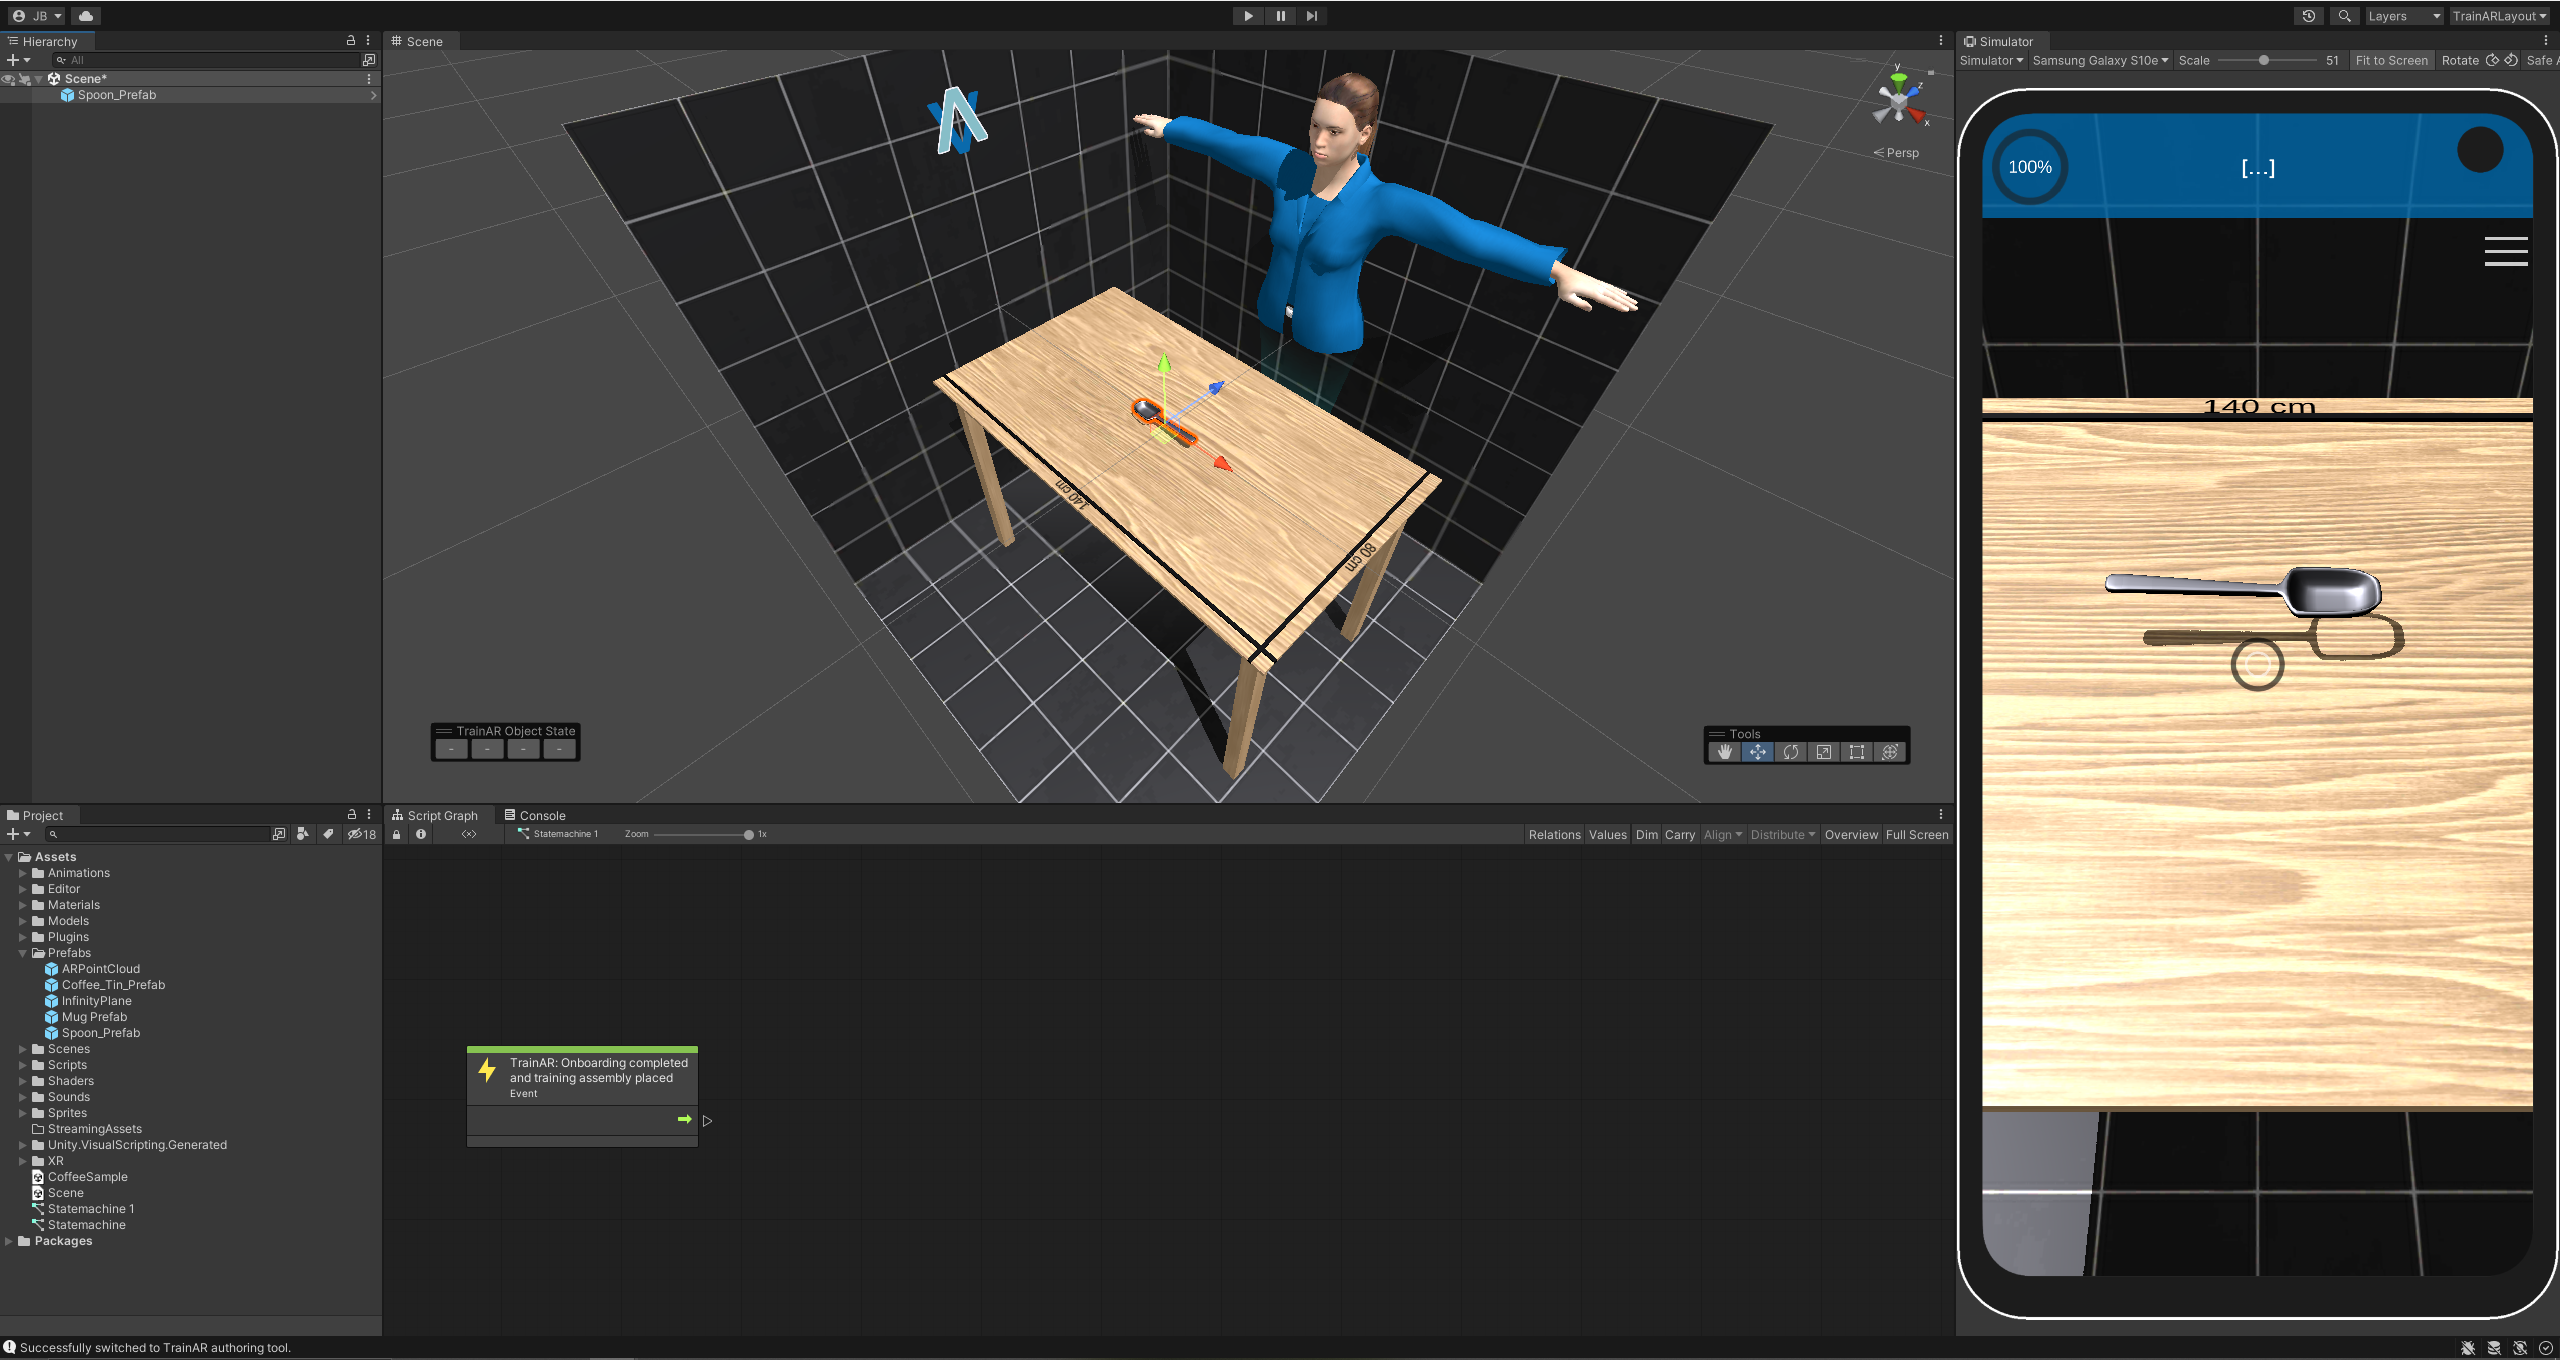 JB
Layers
TrainARLayout
Hierarchy
All
Scene*
Spoon_Prefab
Scene
y
z
x
Persp
140 cm
80 cm
TrainAR Object State
- - - -
Tools
Simulator
Simulator
Samsung Galaxy S10e
Scale
51
Fit to Screen
Rotate
Safe A
100%
[...]
140 cm
Project
18
Assets
Animations
Editor
Materials
Models
Plugins
Prefabs
ARPointCloud
Coffee_Tin_Prefab
InfinityPlane
Mug Prefab
Spoon_Prefab
Scenes
Scripts
Shaders
Sounds
Sprites
StreamingAssets
Unity.VisualScripting.Generated
XR
CoffeeSample
Scene
Statemachine 1
Statemachine
Packages
Script Graph
Console
Statemachine 1
Zoom
1x
Relations
Values
Dim
Carry
Align
Distribute
Overview
Full Screen
TrainAR: Onboarding completed
and training assembly placed
Event
Successfully switched to TrainAR authoring tool.